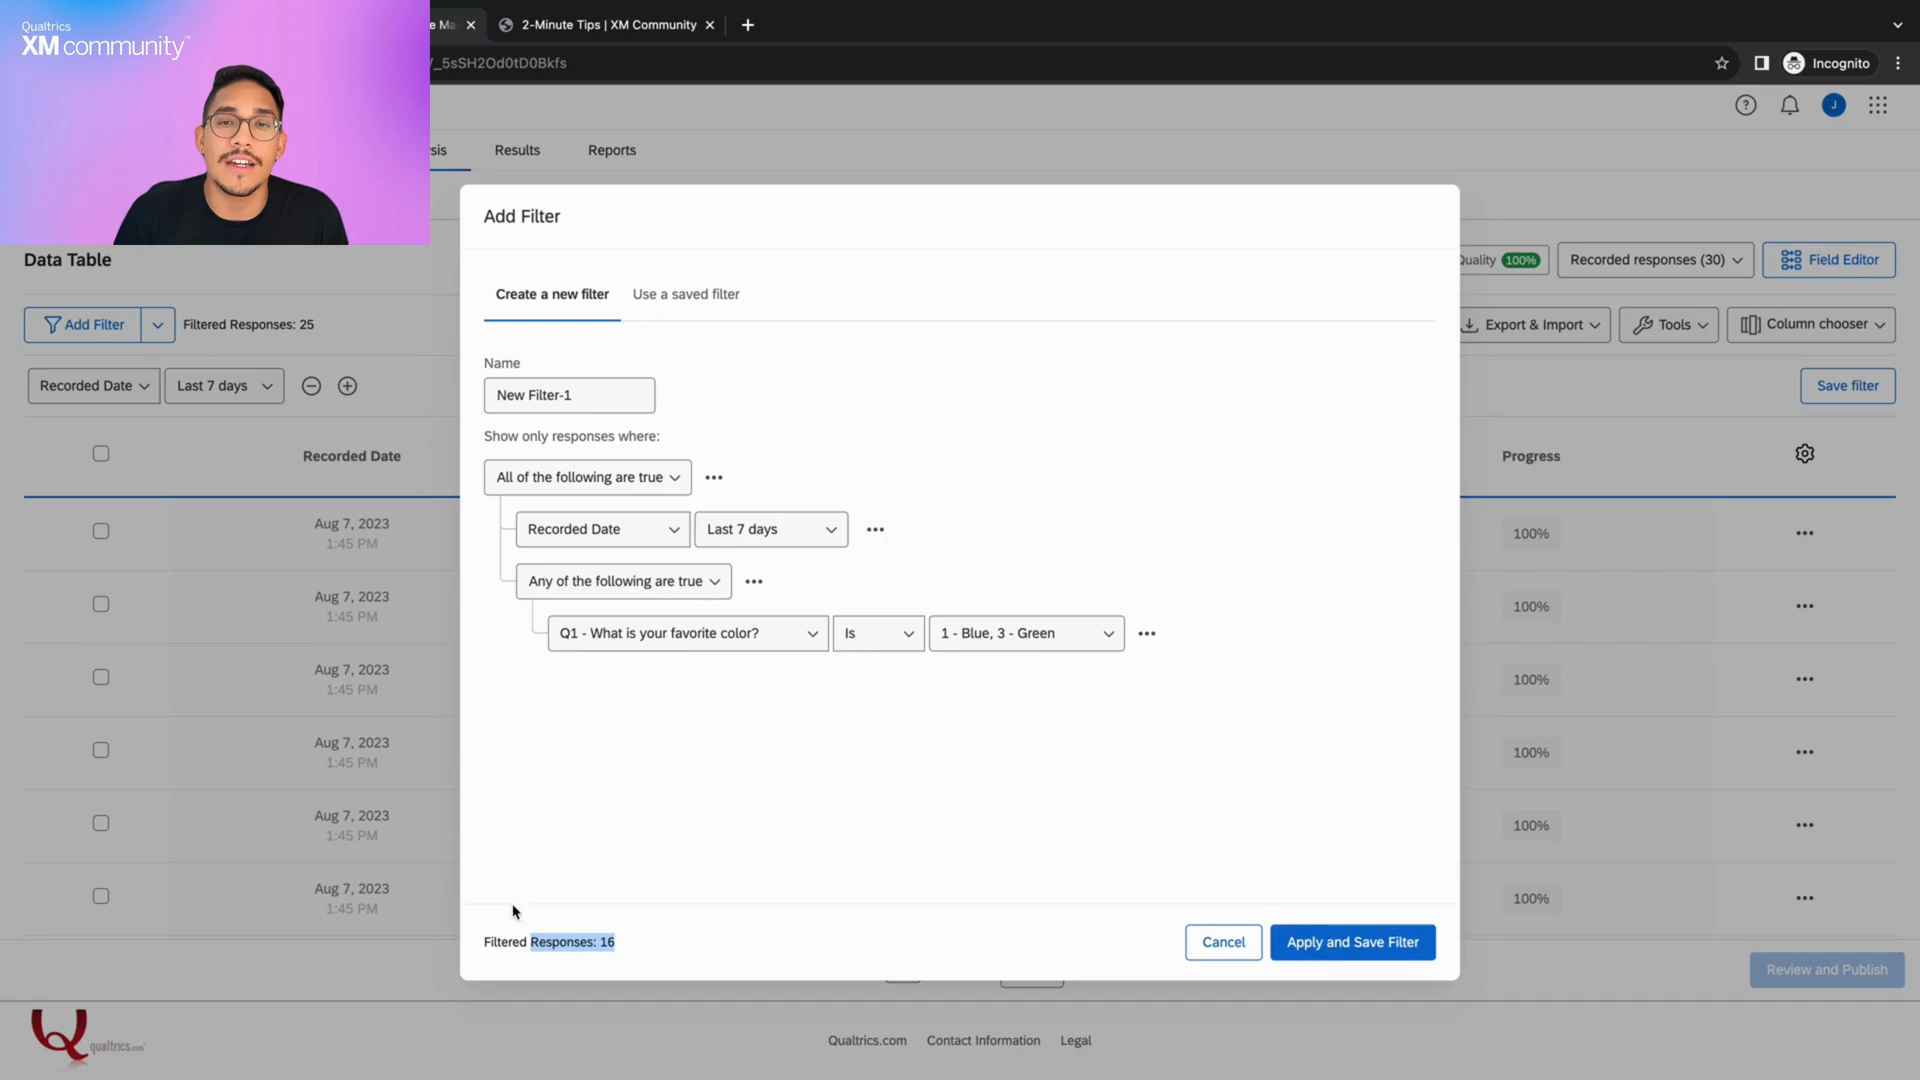 Qualtrics
XM community™
e Ma
2-Minute Tips | XM Community
/_5sSH2Od0tD0Bkfs
Incognito
J
sis
Results
Reports
Add Filter
Data Table
Quality 100%
Recorded responses (30)
Field Editor
Create a new filter
Use a saved filter
Add Filter
Filtered Responses: 25
Export & Import
Tools
Column chooser
Name
Recorded Date
Last 7 days
New Filter-1
Save filter
Show only responses where:
Recorded Date
Progress
All of the following are true
Aug 7, 2023
1:45 PM
Recorded Date
Last 7 days
100%
Any of the following are true
Aug 7, 2023
1:45 PM
100%
Q1 - What is your favorite color?
Is
1 - Blue, 3 - Green
Aug 7, 2023
1:45 PM
100%
Aug 7, 2023
1:45 PM
100%
Aug 7, 2023
1:45 PM
100%
Aug 7, 2023
1:45 PM
100%
Filtered Responses: 16
Cancel
Apply and Save Filter
Review and Publish
qualtrics.com
Qualtrics.com
Contact Information
Legal